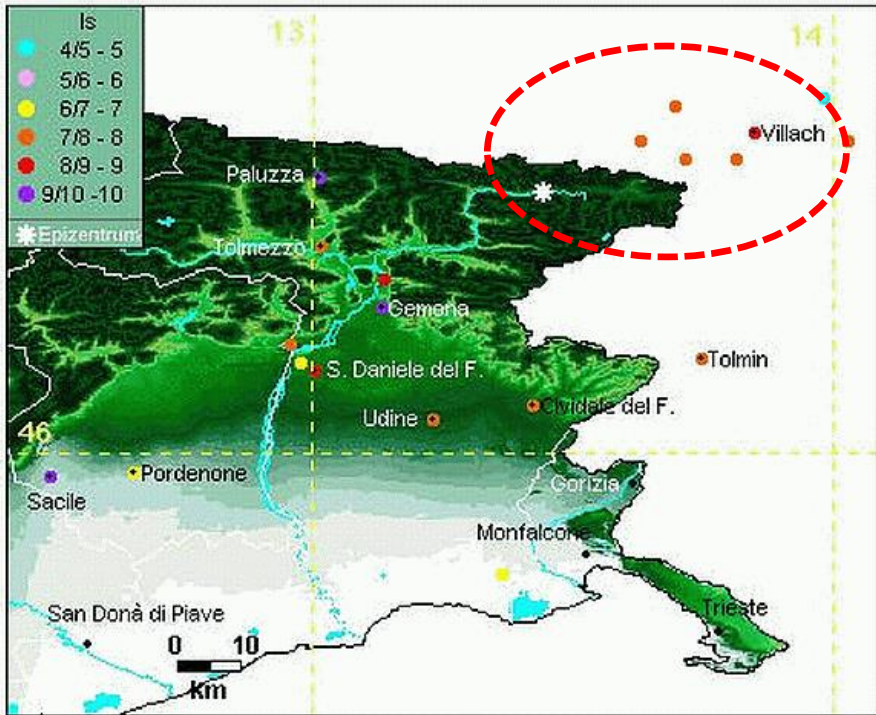 Is
4/5 - 5
5/6 - 6
6/7 - 7
7/8 - 8
8/9 - 9
9/10 -10
Epizentrum
13
14
Villach
Paluzza
Tolmezzo
Gemona
Tolmin
S. Daniele del F.
Cividale del F.
Udine
46
Pordenone
Sacile
Gorizia
Monfalcone
San Donà di Piave
Trieste
0 10
km